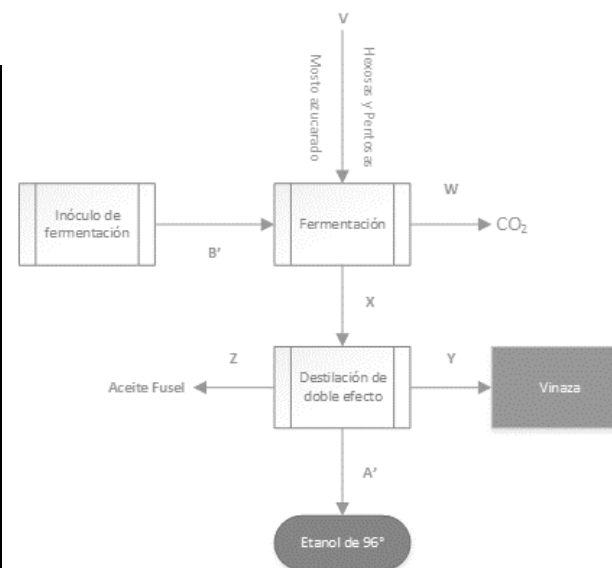 V
Mosto azucarado
Hexosas y Pentosas
Inóculo de
fermentación
B'
Fermentación
W
CO₂
X
Z
Aceite Fusel
Destilación de
doble efecto
Y
Vinaza
A'
Etanol de 96°